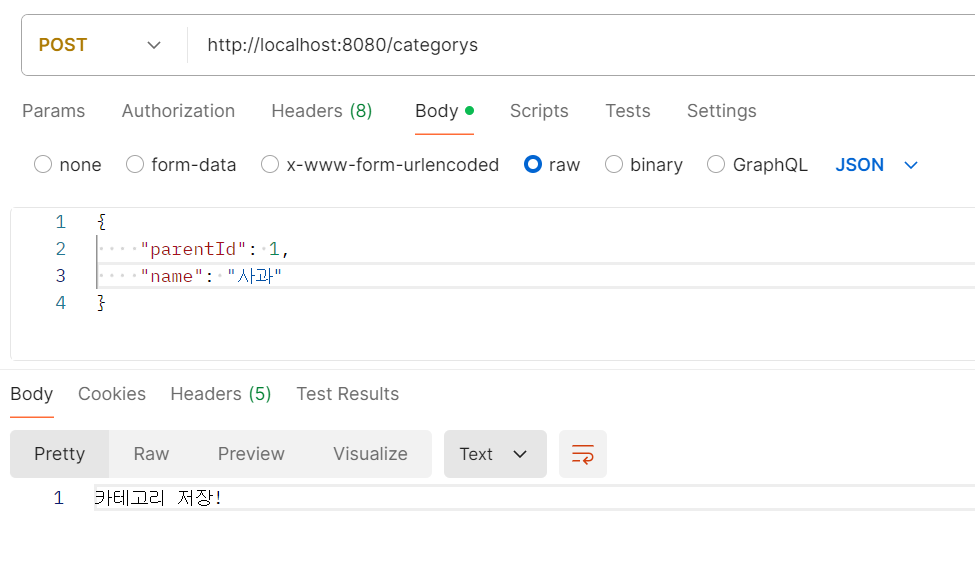 POST http://localhost:8080/categorys
Params Authorization Headers (8) Body Scripts Tests Settings
none form-data x-www-form-urlencoded raw binary GraphQL JSON
1 {
2 ····"parentId":·1,
3 ····"name":·"사과"
4 }
Body Cookies Headers (5) Test Results
Pretty Raw Preview Visualize Text
1 카테고리 저장!